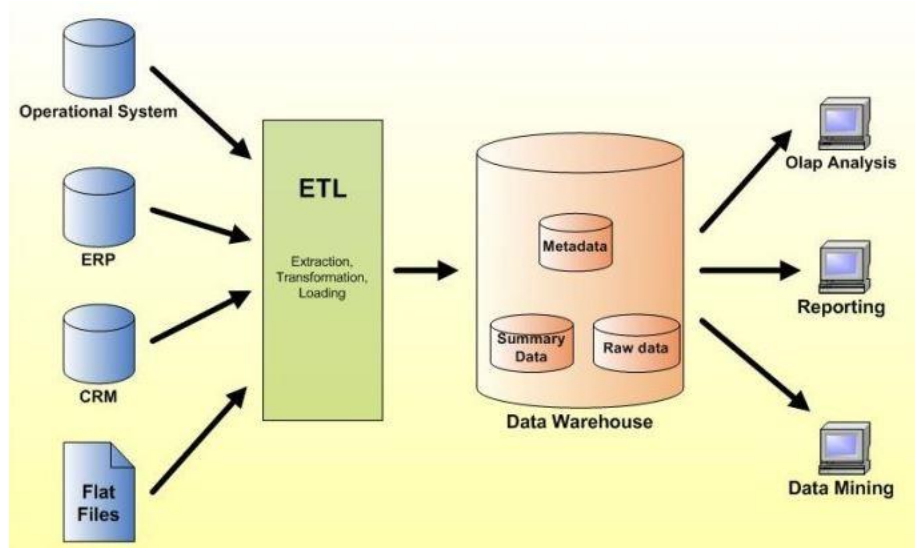 Operational System
ERP
CRM
Flat
Files
ETL
Extraction,
Transformation,
Loading
Metadata
Summary
Data
Raw data
Data Warehouse
Olap Analysis
Reporting
Data Mining